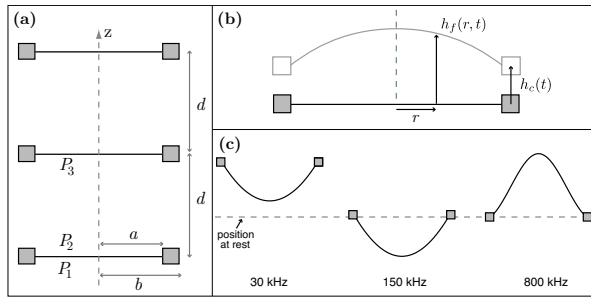 (a)
z
d
P₃
d
P₂
a
P₁
b
(b)
h_f(r, t)
h_c(t)
r
(c)
position
at rest
30 kHz
150 kHz
800 kHz